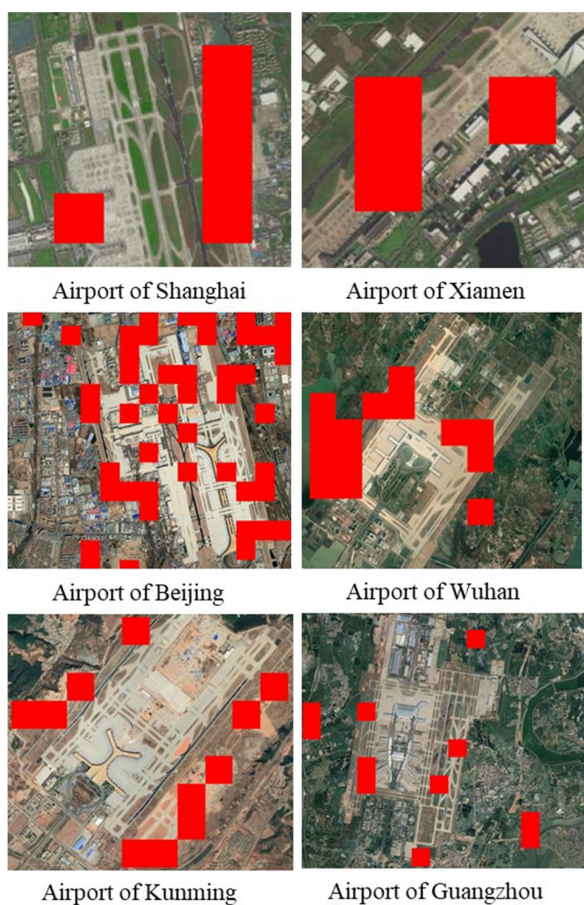 Airport of Shanghai
Airport of Xiamen
Airport of Beijing
Airport of Wuhan
Airport of Kunming
Airport of Guangzhou